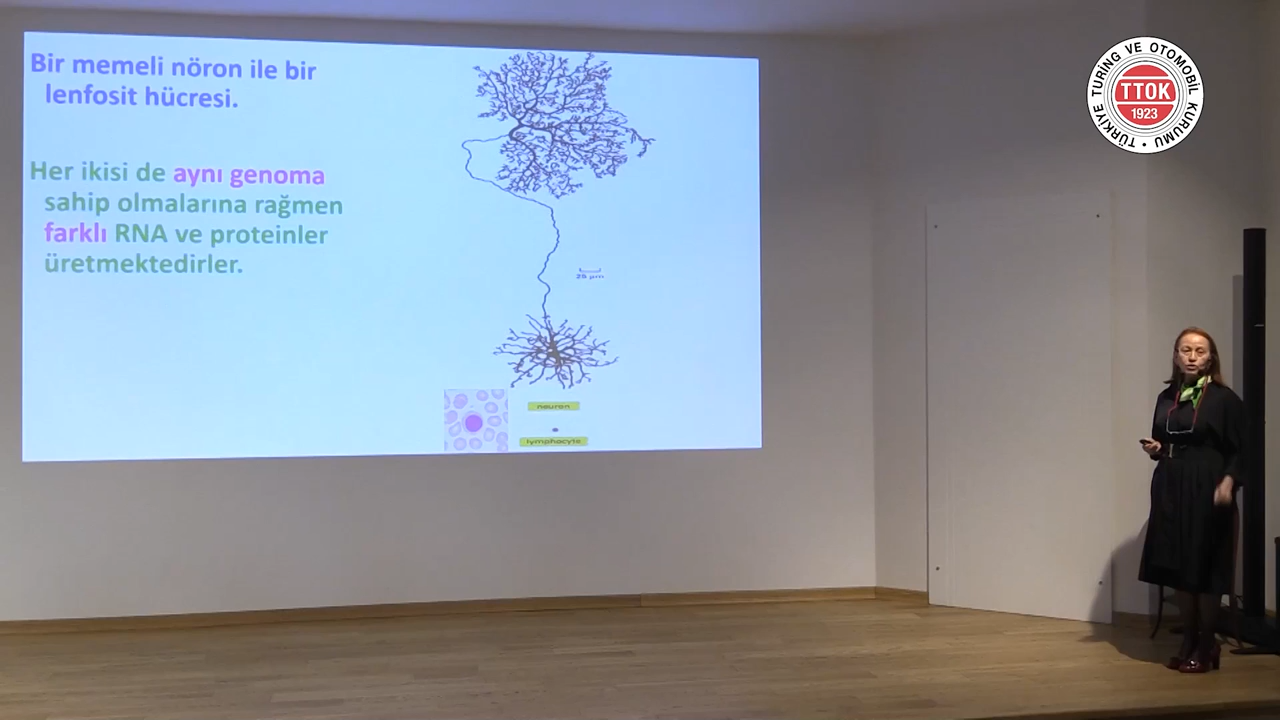 Bir memeli nöron ile bir
lenfosit hücresi.
Her ikisi de aynı genoma
sahip olmalarına rağmen
farklı RNA ve proteinler
üretmektedirler.
25 µm
neuron
lymphocyte
TÜRKİYE TURİNG VE OTOMOBİL KURUMU
TTOK
1923